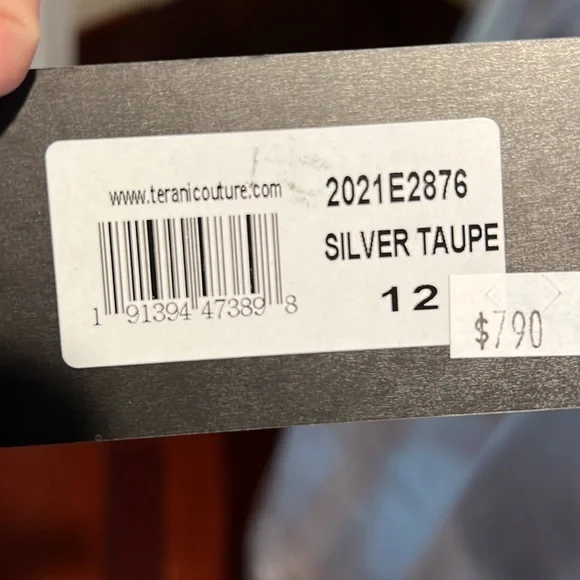 www.teranicouture.com
1 91394 47389 8
2021E2876
SILVER TAUPE
12
$790